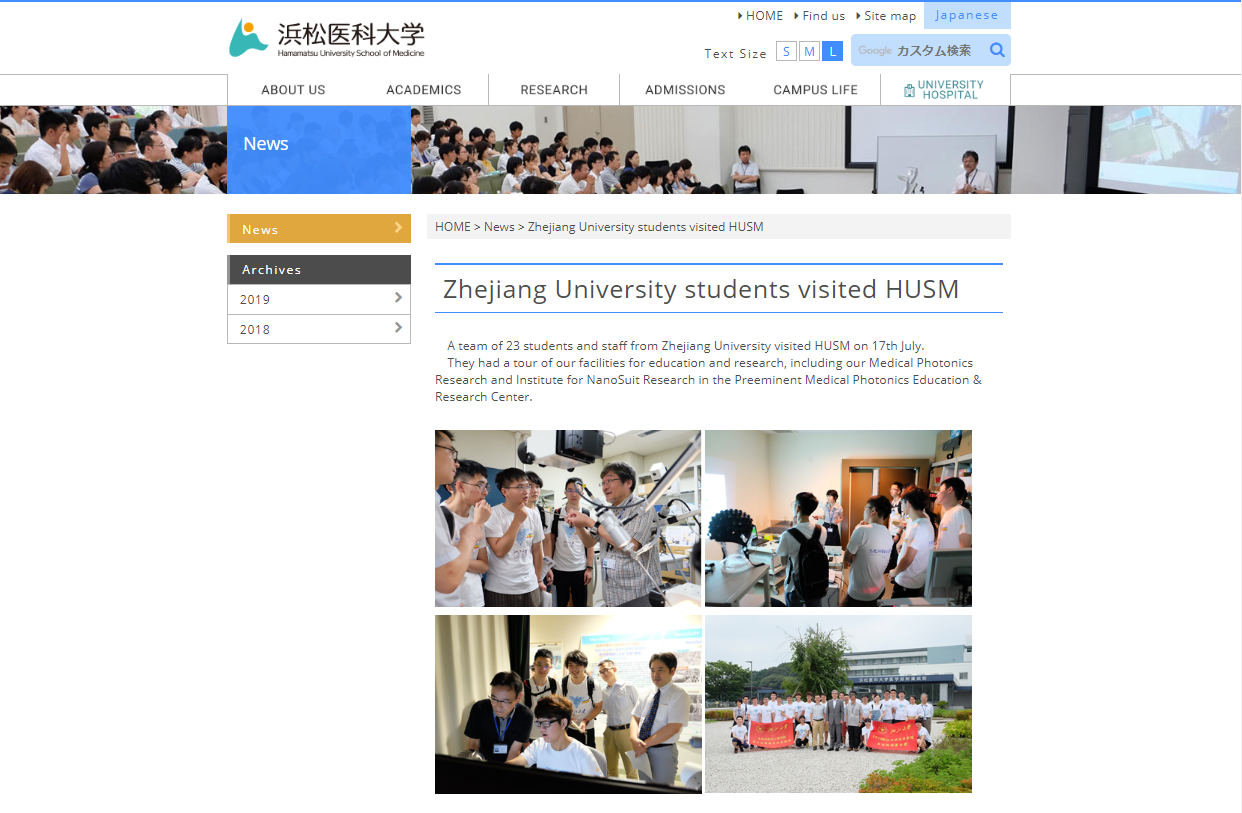 浜松医科大学
Hamamatsu University School of Medicine
HOME Find us Site map Japanese
Text Size S M L
Google カスタム検索
ABOUT US ACADEMICS RESEARCH ADMISSIONS CAMPUS LIFE UNIVERSITY HOSPITAL
News
News
Archives
2019
2018
HOME > News > Zhejiang University students visited HUSM
Zhejiang University students visited HUSM
A team of 23 students and staff from Zhejiang University visited HUSM on 17th July.
They had a tour of our facilities for education and research, including our Medical Photonics
Research and Institute for NanoSuit Research in the Preeminent Medical Photonics Education &
Research Center.